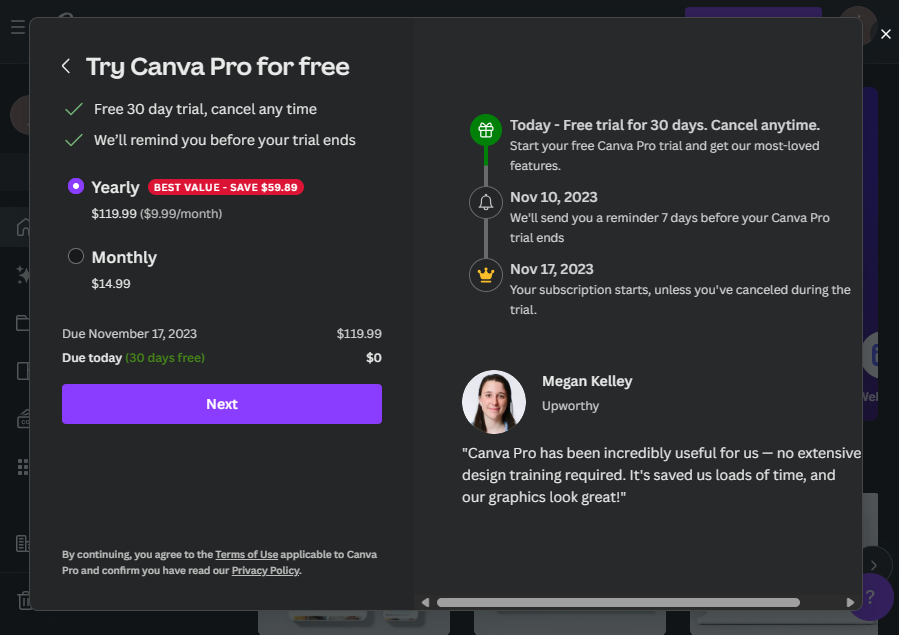 Try Canva Pro for free
Free 30 day trial, cancel any time
We'll remind you before your trial ends
Yearly BEST VALUE - SAVE $59.89
$119.99 ($9.99/month)
Monthly
$14.99
Due November 17, 2023 $119.99
Due today (30 days free) $0
Next
By continuing, you agree to the Terms of Use applicable to Canva
Pro and confirm you have read our Privacy Policy.
Today - Free trial for 30 days. Cancel anytime.
Start your free Canva Pro trial and get our most-loved
features.
Nov 10, 2023
We'll send you a reminder 7 days before your Canva Pro
trial ends
Nov 17, 2023
Your subscription starts, unless you've canceled during the
trial.
Megan Kelley
Upworthy
"Canva Pro has been incredibly useful for us — no extensive
design training required. It's saved us loads of time, and
our graphics look great!"
?